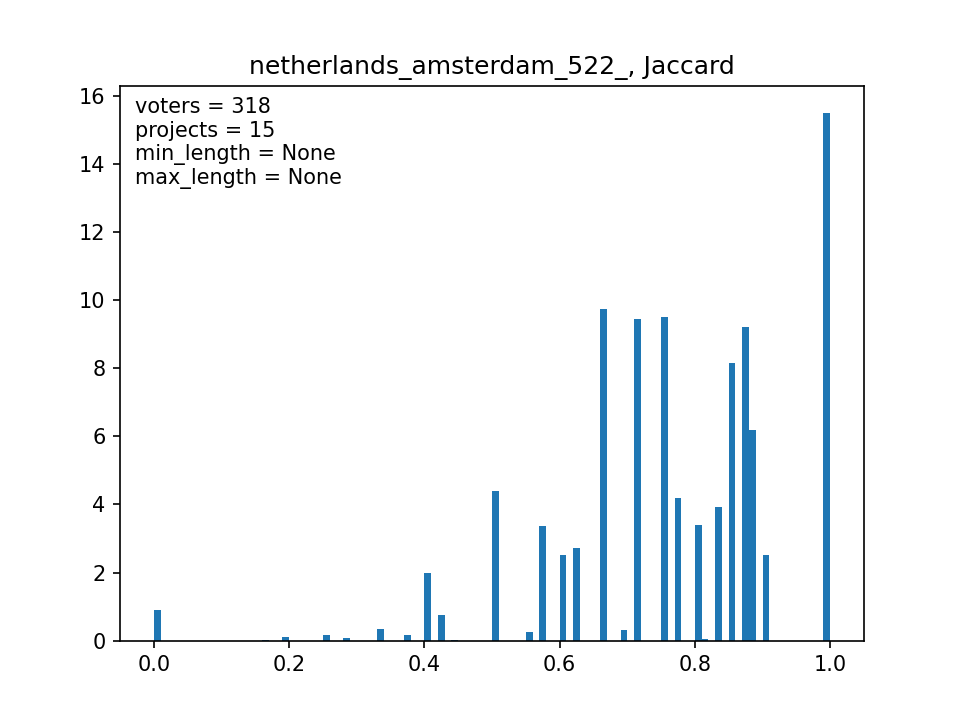 netherlands_amsterdam_522_, Jaccard
voters = 318
projects = 15
min_length = None
max_length = None
16
14
12
10
8
6
4
2
0
0.0 0.2 0.4 0.6 0.8 1.0